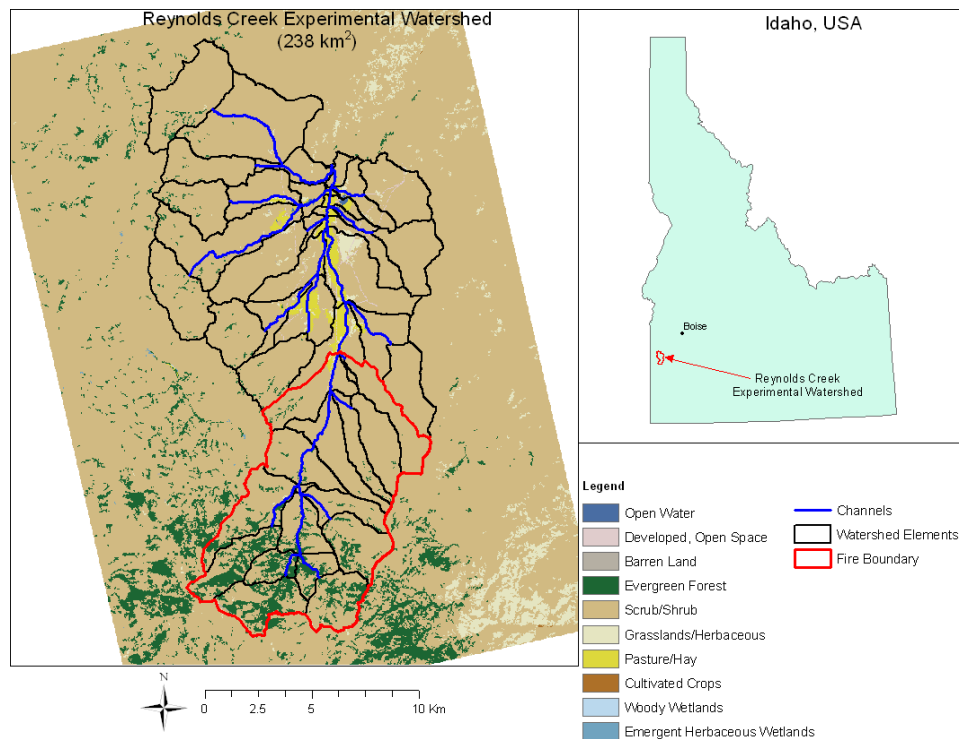 Reynolds Creek Experimental Watershed
(238 km²)
Idaho, USA
Boise
Reynolds Creek
Experimental Watershed
Legend
Open Water
Developed, Open Space
Barren Land
Evergreen Forest
Scrub/Shrub
Grasslands/Herbaceous
Pasture/Hay
Cultivated Crops
Woody Wetlands
Emergent Herbaceous Wetlands
Channels
Watershed Elements
Fire Boundary
N
0 2.5 5 10 Km